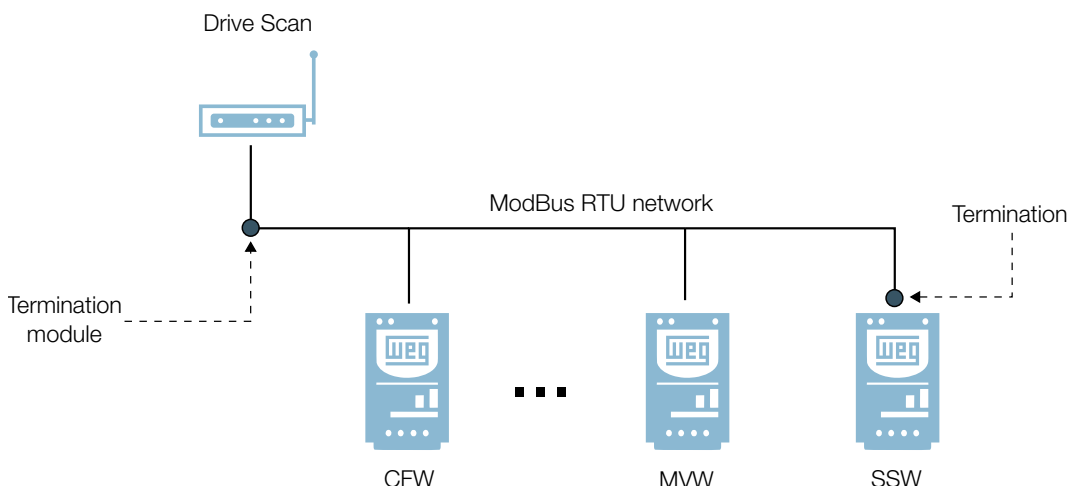 Drive Scan
ModBus RTU network
Termination
Termination
module
weg
weg
weg
CFW
MVW
SSW